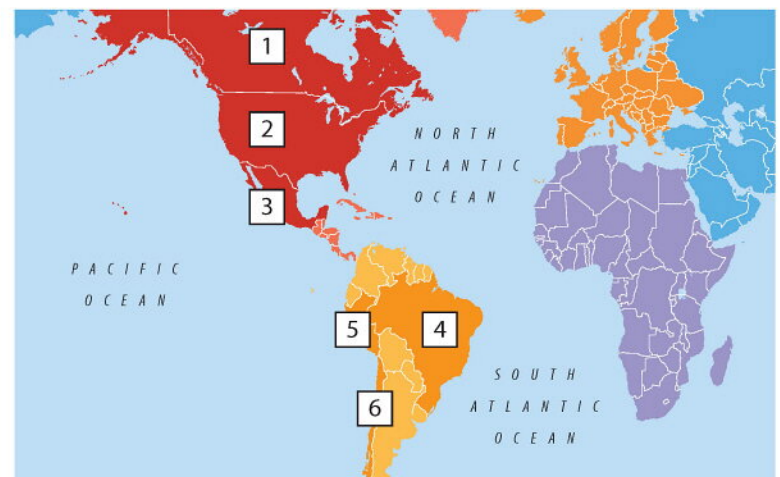 1
2
NORTH
ATLANTIC
OCEAN
3
PACIFIC
OCEAN
5
4
SOUTH
ATLANTIC
OCEAN
6